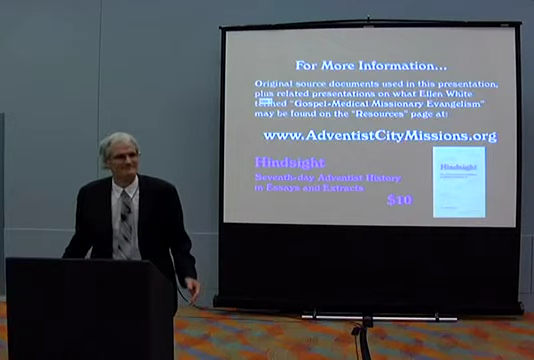 For More Information...
Original source documents used in this presentation,
plus related presentations on what Ellen White
termed "Gospel-Medical Missionary Evangelism"
may be found on the "Resources" page at:
www.AdventistCityMissions.org
Hindsight
Seventh-day Adventist History
in Essays and Extracts
$10
Hindsight